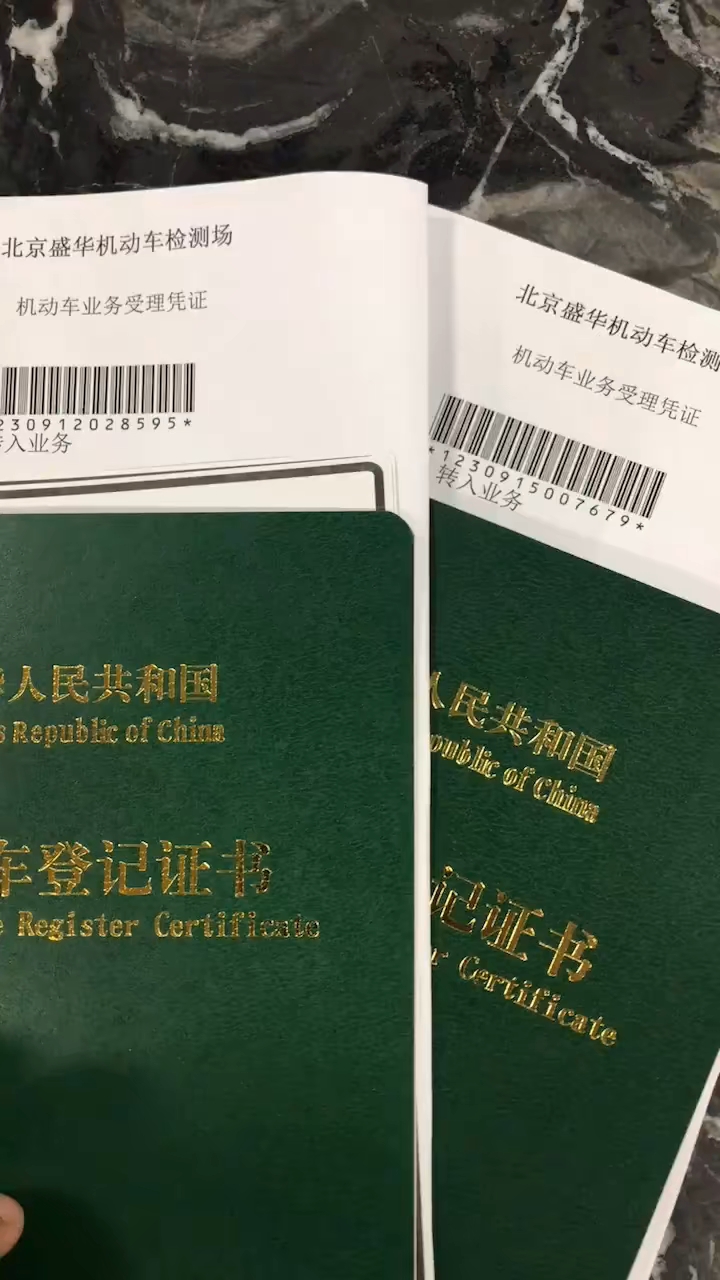 北京盛华机动车检测场
机动车业务受理凭证
230912028595*
转入业务
人民共和国
s Republic of China
车登记证书
e Register Certificate
北京盛华机动车检测
机动车业务受理凭证
*1230915007679*
转入业务
人民共和国
public of China
记证书
r Certificate